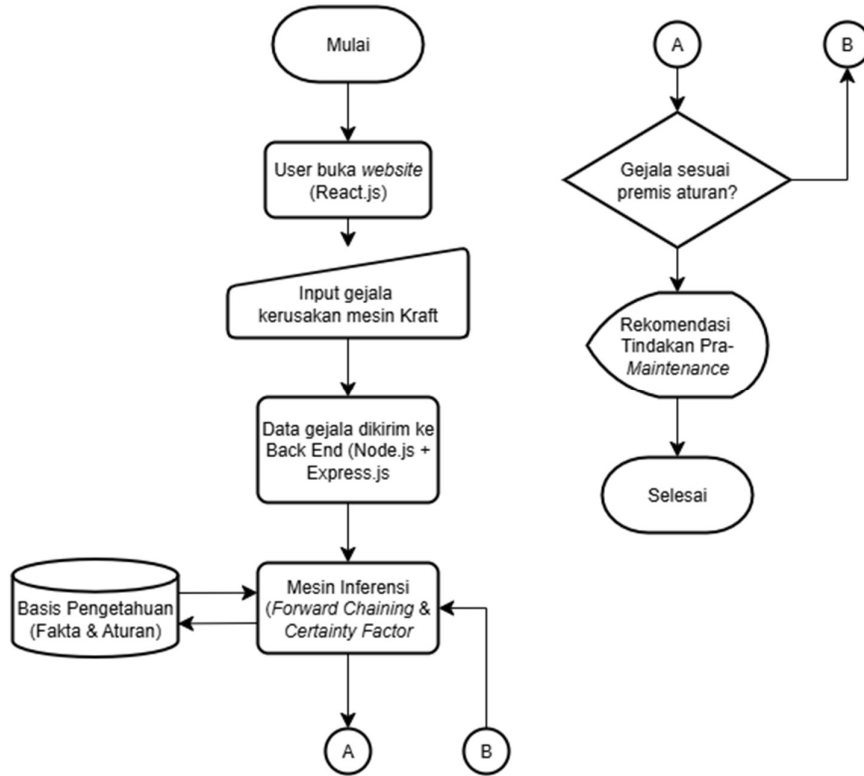 Mulai
User buka website
(React.js)
Input gejala
kerusakan mesin Kraft
Data gejala dikirim ke
Back End (Node.js +
Express.js
Basis Pengetahuan
(Fakta & Aturan)
Mesin Inferensi
(Forward Chaining &
Certainty Factor
A
B
A
B
Gejala sesuai
premis aturan?
Rekomendasi
Tindakan Pra-
Maintenance
Selesai